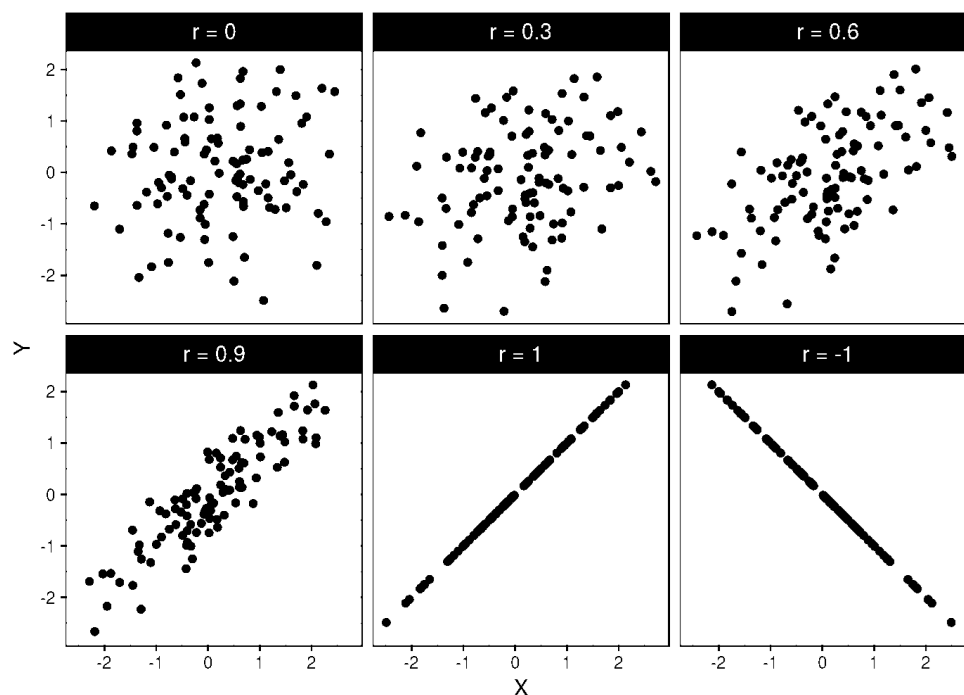 r = 0
r = 0.3
r = 0.6
2
1
0
-1
-2
Y
r = 0.9
r = 1
r = -1
2
1
0
-1
-2
-2 -1 0 1 2
-2 -1 0 1 2
-2 -1 0 1 2
X